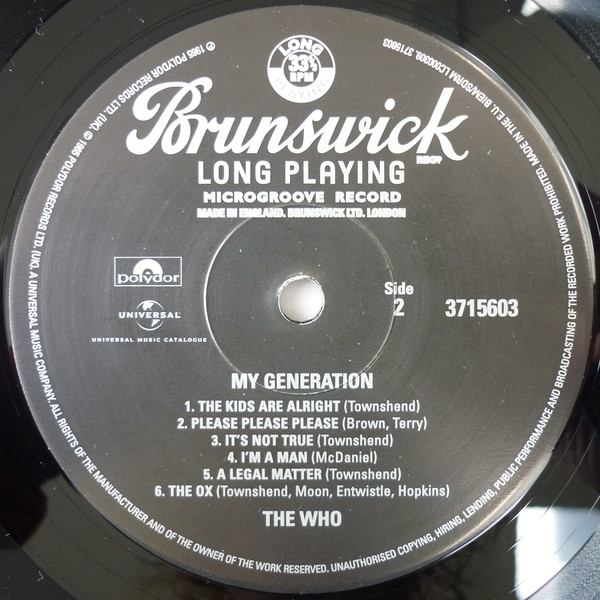 LONG
33⅓
RPM
PLAYING
Brunswick
REGD
LONG PLAYING
MICROGROOVE RECORD
MADE IN ENGLAND. BRUNSWICK LTD. LONDON
polydor
UNIVERSAL
UNIVERSAL MUSIC CATALOGUE
Side
2
3715603
MY GENERATION
1. THE KIDS ARE ALRIGHT (Townshend)
2. PLEASE PLEASE PLEASE (Brown, Terry)
3. IT'S NOT TRUE (Townshend)
4. I'M A MAN (McDaniel)
5. A LEGAL MATTER (Townshend)
6. THE OX (Townshend, Moon, Entwistle, Hopkins)
THE WHO
℗ 1965 POLYDOR RECORDS LTD. (UK). © 1965 POLYDOR RECORDS LTD. (UK). A UNIVERSAL MUSIC COMPANY. ALL RIGHTS OF THE MANUFACTURER AND OF THE OWNER OF THE WORK RESERVED. UNAUTHORISED COPYING, HIRING, LENDING, PUBLIC PERFORMANCE AND BROADCASTING OF THE RECORDED WORK PROHIBITED. MADE IN THE E.U. BIEM/SDRM LC00309. 3715603